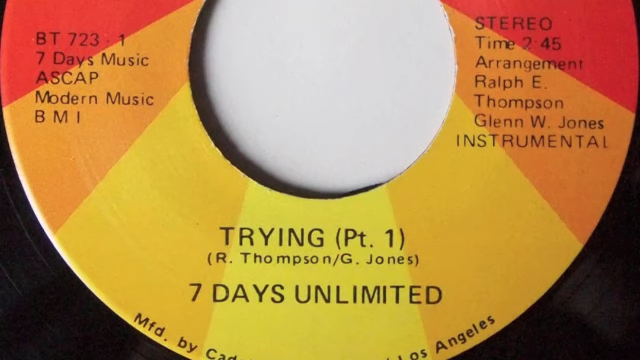 BT 723 - 1
7 Days Music
ASCAP
Modern Music
B M I
STEREO
Time 2:45
Arrangement
Ralph E.
Thompson
Glenn W. Jones
INSTRUMENTAL
TRYING (Pt. 1)
(R. Thompson/G. Jones)
7 DAYS UNLIMITED
Mfd. by Los Angeles